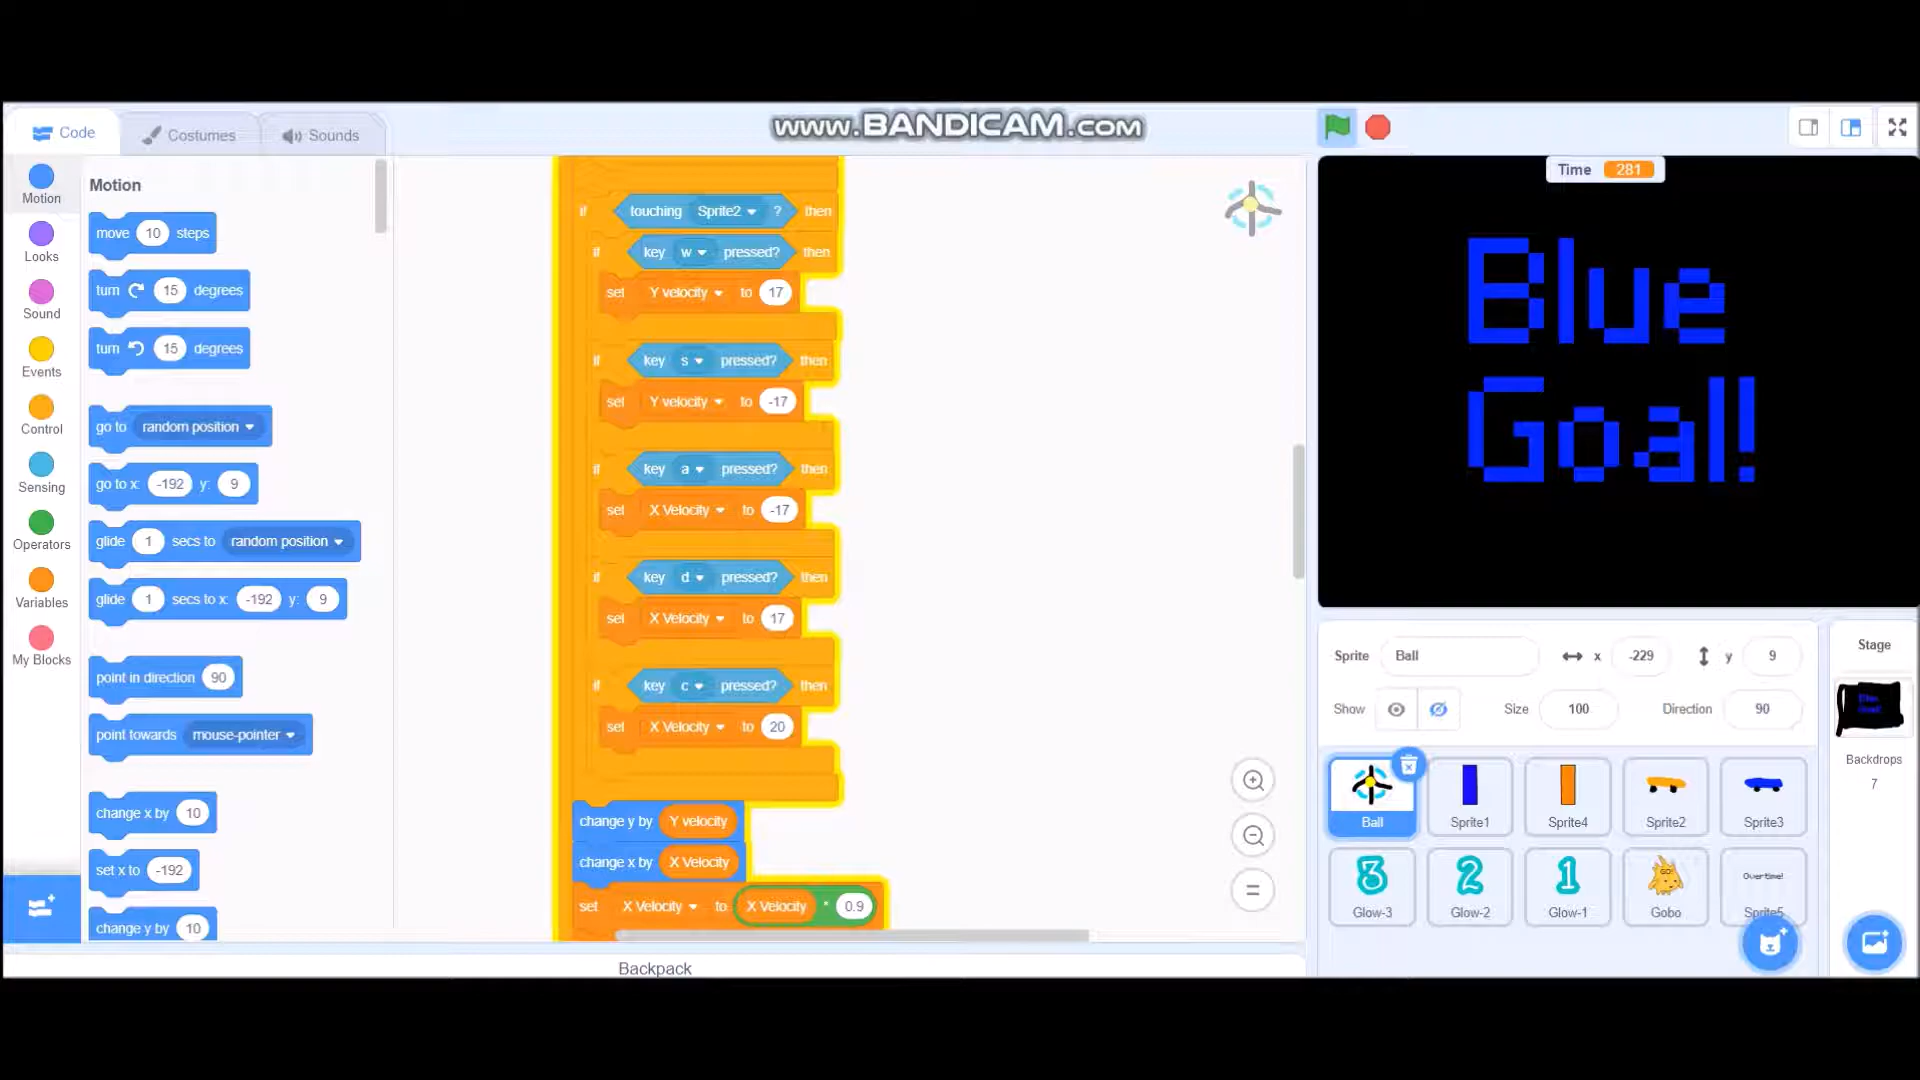 www.BANDICAM.com
Code
Costumes
Sounds
Motion
Looks
Sound
Events
Control
Sensing
Operators
Variables
My Blocks
Motion
move 10 steps
turn 15 degrees
turn 15 degrees
go to random position
go to x: -192 y: 9
glide 1 secs to random position
glide 1 secs to x: -192 y: 9
point in direction 90
point towards mouse-pointer
change x by 10
set x to -192
change y by 10
if touching Sprite2 ? then
if key w pressed? then
set Y velocity to 17
if key s pressed? then
set Y velocity to -17
if key a pressed? then
set X Velocity to -17
if key d pressed? then
set X Velocity to 17
if key c pressed? then
set X Velocity to 20
change y by Y velocity
change x by X Velocity
set X Velocity to X Velocity * 0.9
Backpack
Time 281
Blue
Goal!
Sprite Ball x -229 y 9
Show Size 100 Direction 90
Ball
Sprite1
Sprite4
Sprite2
Sprite3
3
Glow-3
2
Glow-2
1
Glow-1
Gobo
Overtime!
Sprite5
Stage
Blue
Goal!
Backdrops
7